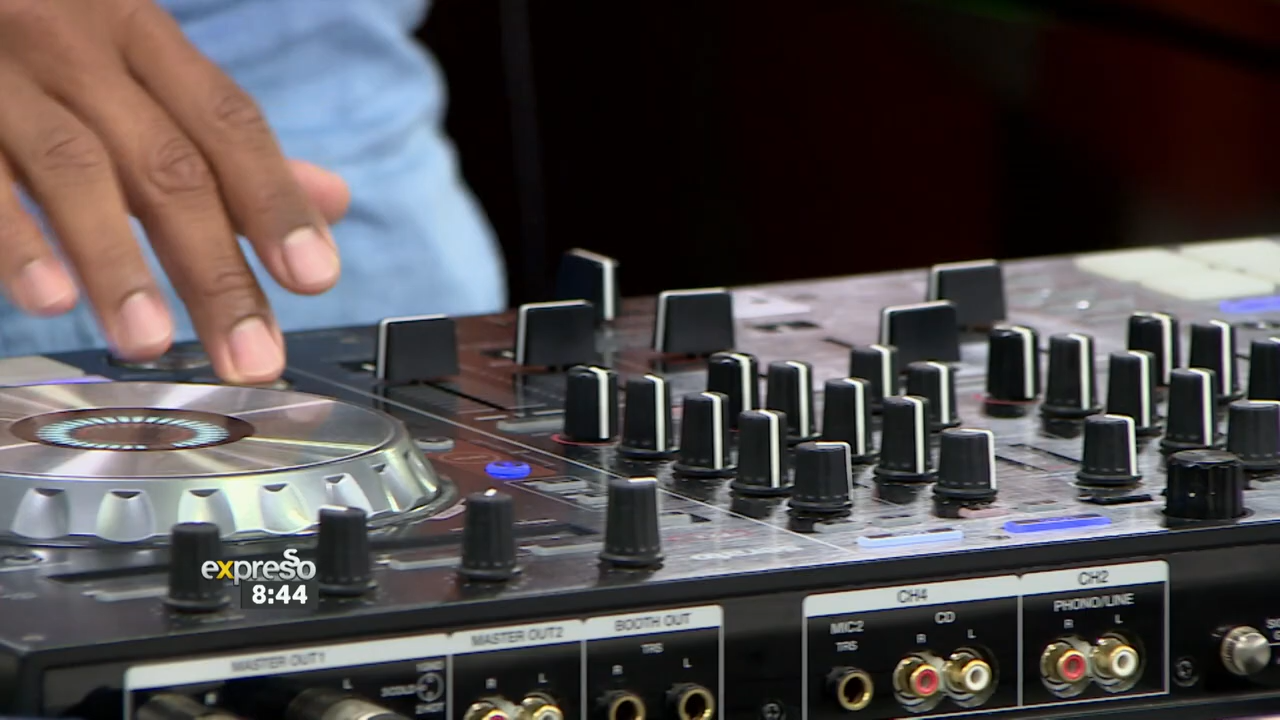 expresso
8:44
MASTER OUT1
L
MASTER OUT2
R L
BOOTH OUT
TRS
R L
CH4
MIC2
TRS
CD
R L
CH2
PHONO/LINE
R L